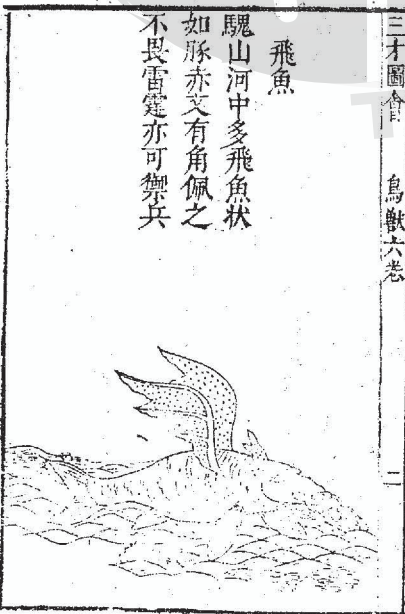 三才圖會 鳥獸六卷
二
飛魚
騩山河中多飛魚狀
如豚赤文有角佩之
不畏雷霆亦可禦兵